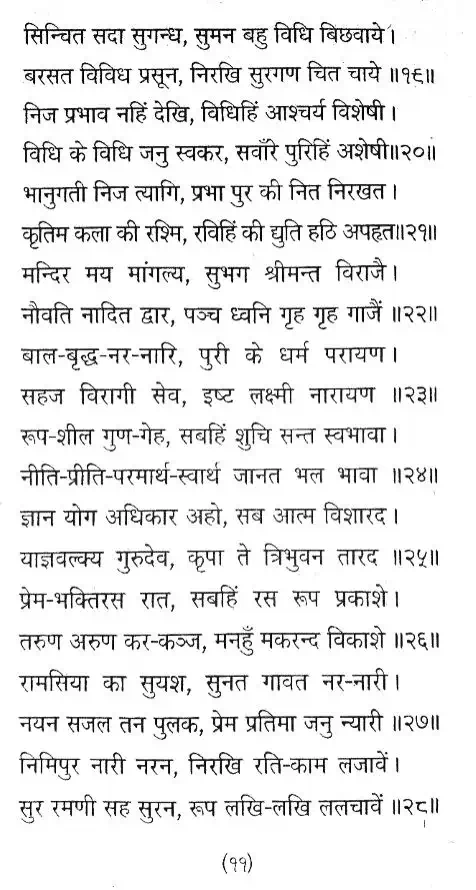 सिन्चित सदा सुगन्ध, सुमन बहु विधि बिछवाये।
बरसत विविध प्रसून, निरखि सुरगण चित चाये॥१९॥
निज प्रभाव नहिं देखि, विधिहिं आश्चर्य विशेषी।
विधि के विधि जनु स्वकर, सवाँरे पुरिहिं अशेषी॥२०॥
भानुगती निज त्यागि, प्रभा पुर की नित निरखत।
कृतिम कला की रश्मि, रविहिं की द्युति हठि अपहृत॥२१॥
मन्दिर मय मांगल्य, सुभग श्रीमन्त विराजै।
नौवति नादित द्वार, पञ्च ध्वनि गृह गृह गाजैं॥२२॥
बाल-बृद्ध-नर-नारि, पुरी के धर्म परायण।
सहज विरागी सेव, इष्ट लक्ष्मी नारायण॥२३॥
रूप-शील गुण-गेह, सबहिं शुचि सन्त स्वभावा।
नीति-प्रीति-परमार्थ-स्वार्थ जानत भल भावा॥२४॥
ज्ञान योग अधिकार अहो, सब आत्म विशारद।
याज्ञवल्क्य गुरुदेव, कृपा ते त्रिभुवन तारद॥२५॥
प्रेम-भक्तिरस रात, सबहिं रस रूप प्रकाशे।
तरुण अरुण कर-कञ्ज, मनहुँ मकरन्द विकाशे॥२६॥
रामसिया का सुयश, सुनत गावत नर-नारी।
नयन सजल तन पुलक, प्रेम प्रतिमा जनु न्यारी॥२७॥
निमिपुर नारी नरन, निरखि रति-काम लजावें।
सुर रमणी सह सुरन, रूप लखि-लखि ललचावें॥२८॥
(११)